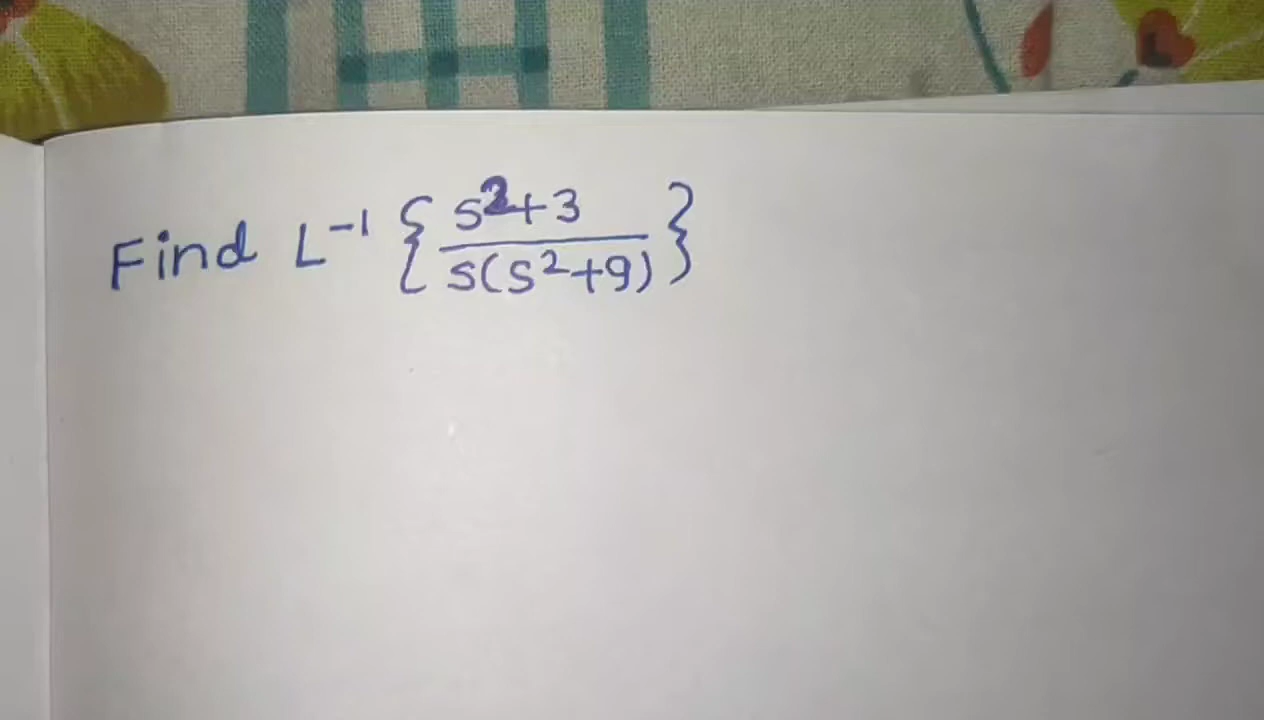 Find L⁻¹ { s²+3 / s(s²+9) }